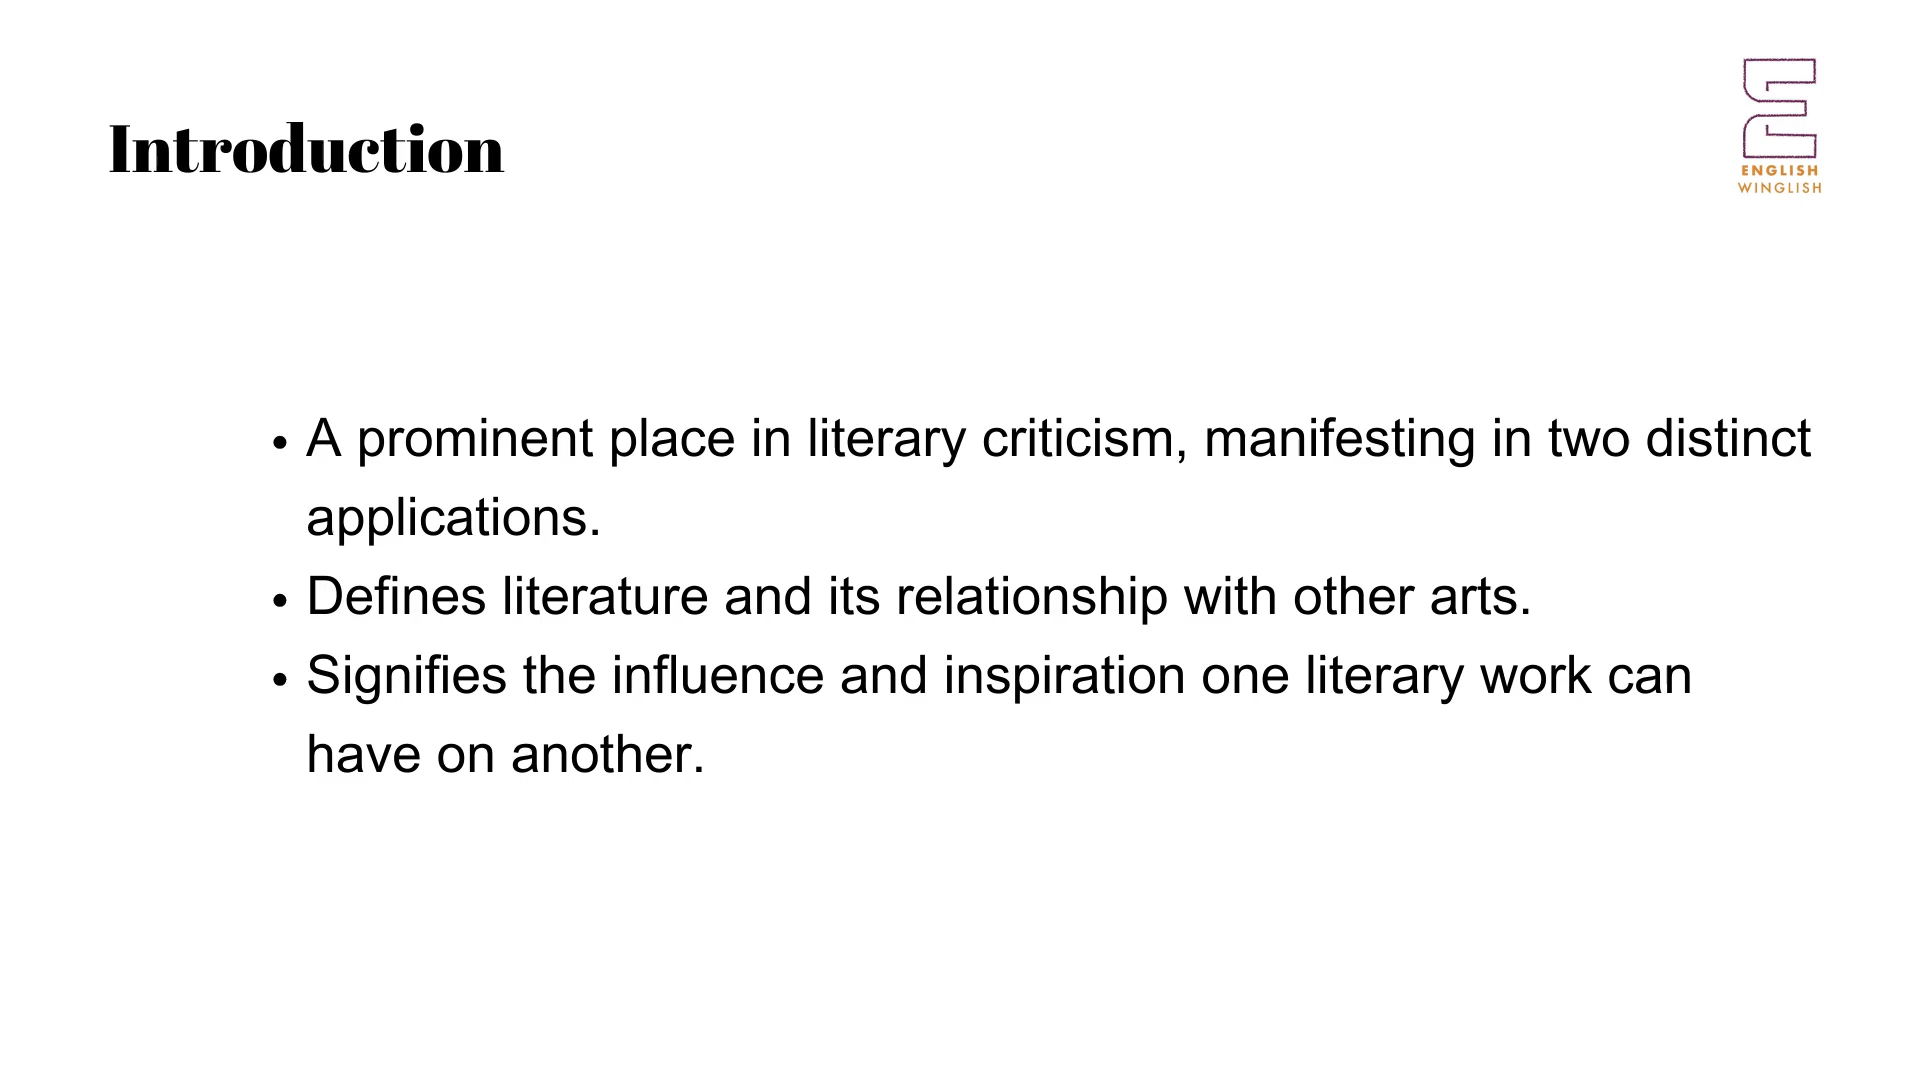 Introduction
ENGLISH
WINGLISH
• A prominent place in literary criticism, manifesting in two distinct
applications.
• Defines literature and its relationship with other arts.
• Signifies the influence and inspiration one literary work can
have on another.